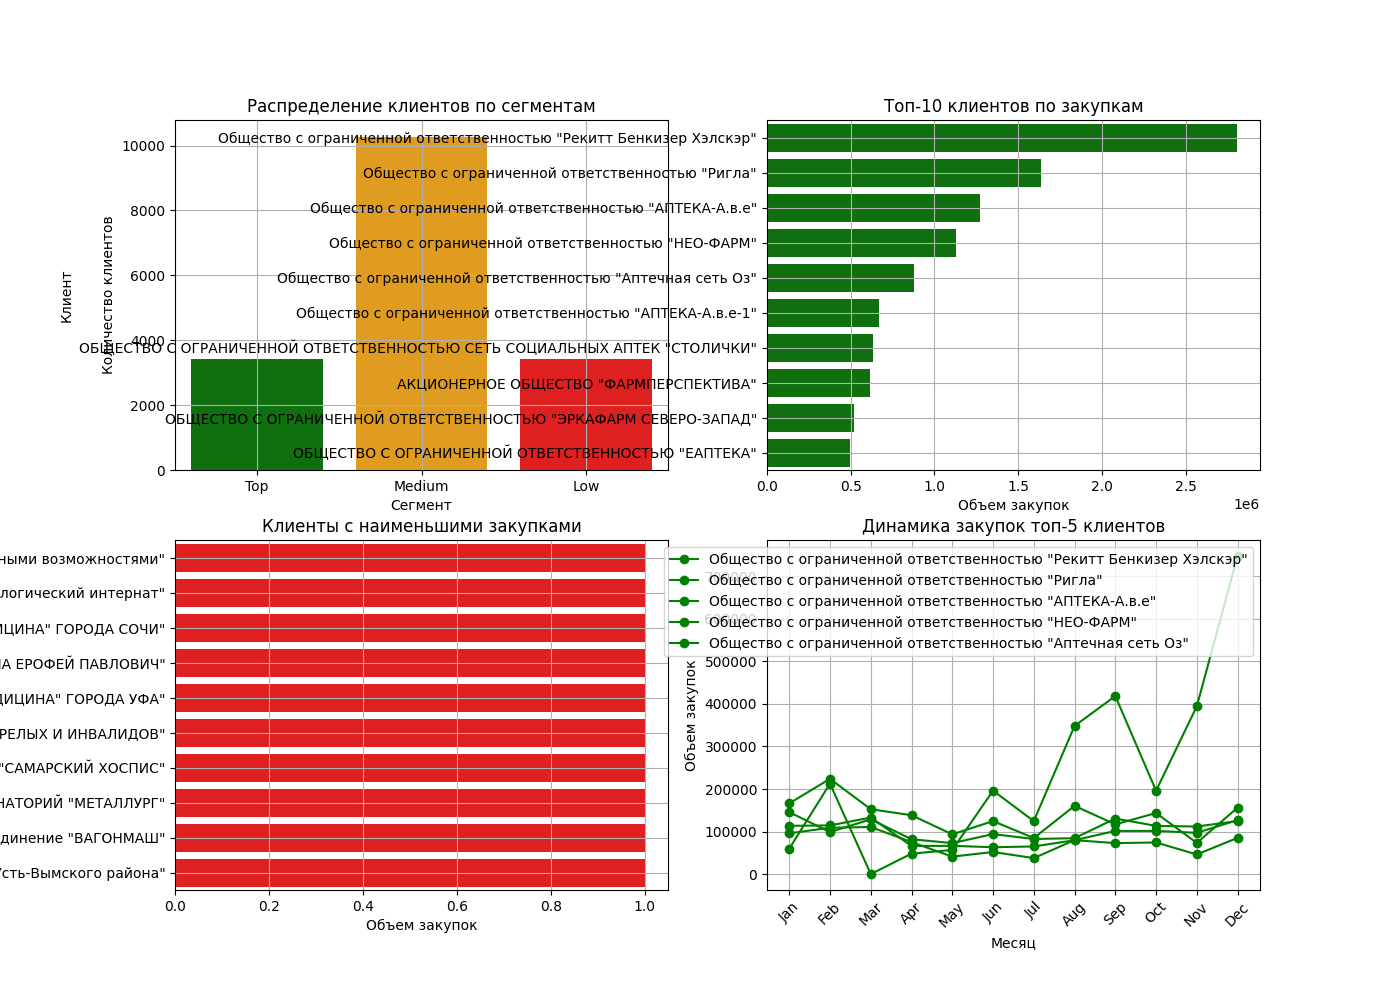 Распределение клиентов по сегментам
Количество клиентов
10000
8000
6000
4000
2000
0
Top
Medium
Low
Сегмент
Топ-10 клиентов по закупкам
Клиент
Общество с ограниченной ответственностью "Рекитт Бенкизер Хэлскэр"
Общество с ограниченной ответственностью "Ригла"
Общество с ограниченной ответственностью "АПТЕКА-А.в.е"
Общество с ограниченной ответственностью "НЕО-ФАРМ"
Общество с ограниченной ответственностью "Аптечная сеть Оз"
Общество с ограниченной ответственностью "АПТЕКА-А.в.е-1"
ОБЩЕСТВО С ОГРАНИЧЕННОЙ ОТВЕТСТВЕННОСТЬЮ СЕТЬ СОЦИАЛЬНЫХ АПТЕК "СТОЛИЧКИ"
АКЦИОНЕРНОЕ ОБЩЕСТВО "ФАРМПЕРСПЕКТИВА"
ОБЩЕСТВО С ОГРАНИЧЕННОЙ ОТВЕТСТВЕННОСТЬЮ "ЭРКАФАРМ СЕВЕРО-ЗАПАД"
ОБЩЕСТВО С ОГРАНИЧЕННОЙ ОТВЕТСТВЕННОСТЬЮ "ЕАПТЕКА"
0.0 0.5 1.0 1.5 2.0 2.5
1e6
Объем закупок
Клиенты с наименьшими закупками
ными возможностями"
логический интернат"
ИЦИНА" ГОРОДА СОЧИ"
А ЕРОФЕЙ ПАВЛОВИЧ"
ДИЦИНА" ГОРОДА УФА"
РЕЛЫХ И ИНВАЛИДОВ"
"САМАРСКИЙ ХОСПИС"
НАТОРИЙ "МЕТАЛЛУРГ"
динение "ВАГОНМАШ"
Усть-Вымского района"
0.0 0.2 0.4 0.6 0.8 1.0
Объем закупок
Динамика закупок топ-5 клиентов
Общество с ограниченной ответственностью "Рекитт Бенкизер Хэлскэр"
Общество с ограниченной ответственностью "Ригла"
Общество с ограниченной ответственностью "АПТЕКА-А.в.е"
Общество с ограниченной ответственностью "НЕО-ФАРМ"
Общество с ограниченной ответственностью "Аптечная сеть Оз"
Объем закупок
700000
600000
500000
400000
300000
200000
100000
0
Jan Feb Mar Apr May Jun Jul Aug Sep Oct Nov Dec
Месяц